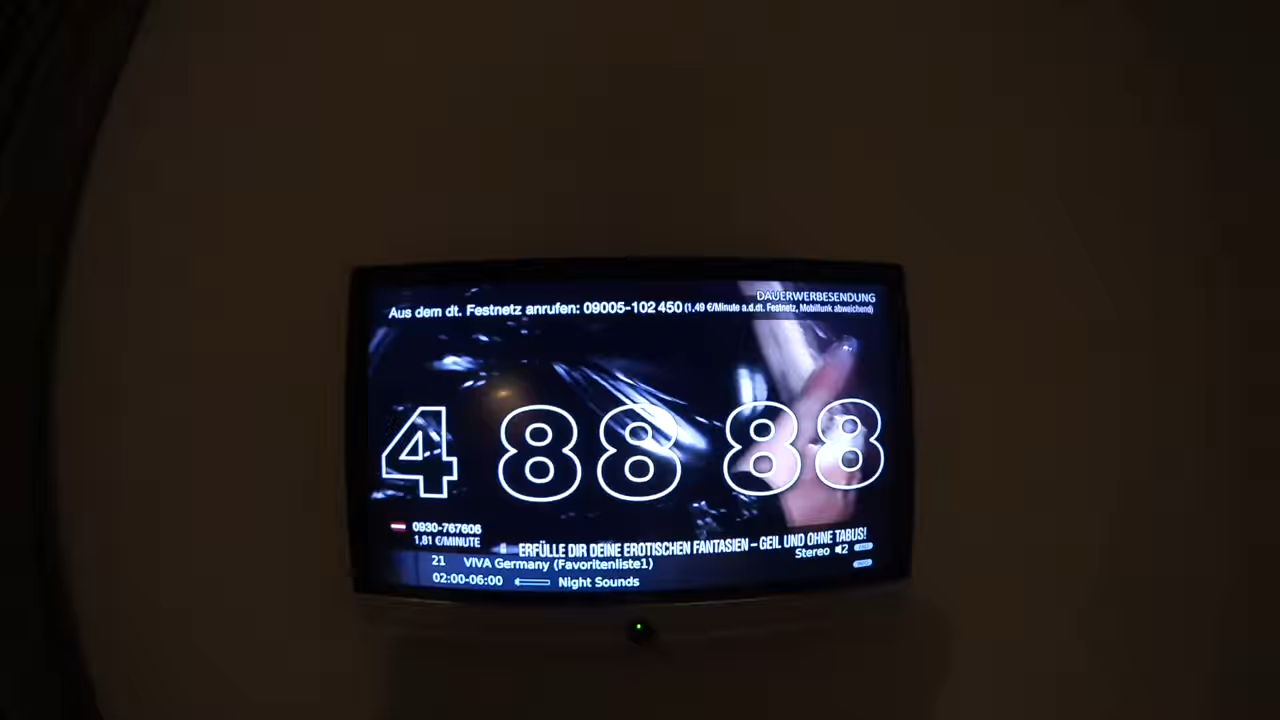 DAUERWERBESENDUNG
Aus dem dt. Festnetz anrufen: 09005-102 450 (1,49 €/Minute a.d.dt. Festnetz, Mobilfunk abweichend)
4 88 88
0930-767606
1,81 €/MINUTE
ERFÜLLE DIR DEINE EROTISCHEN FANTASIEN – GEIL UND OHNE TABUS!
Stereo 2
21 VIVA Germany (Favoritenliste1)
02:00-06:00 Night Sounds